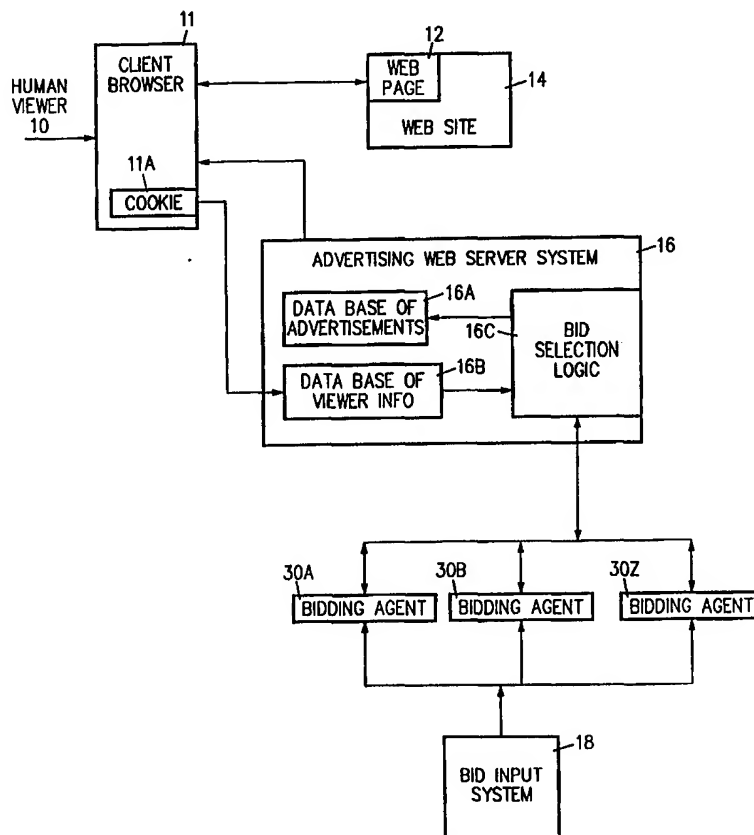 11
CLIENT
BROWSER
12
WEB
PAGE
14
WEB SITE
HUMAN
VIEWER
10
11A
COOKIE
16
ADVERTISING WEB SERVER SYSTEM
16A
DATA BASE OF
ADVERTISEMENTS
16C
BID
SELECTION
LOGIC
16B
DATA BASE OF
VIEWER INFO
30A
BIDDING AGENT
30B
BIDDING AGENT
30Z
BIDDING AGENT
18
BID INPUT
SYSTEM